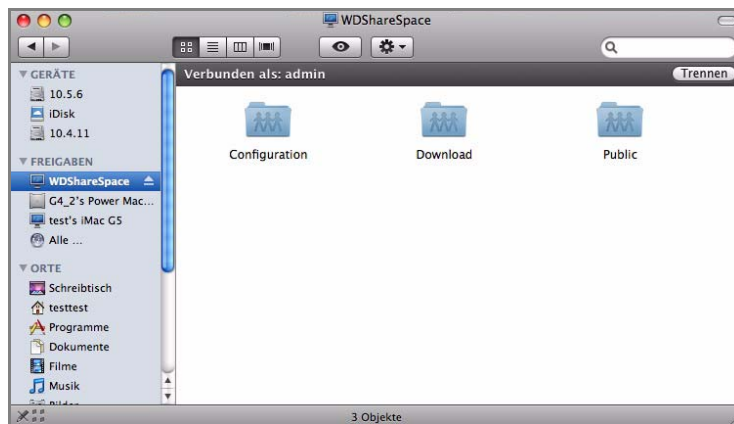 WDShareSpace
Verbunden als: admin
Trennen
GERÄTE
10.5.6
iDisk
10.4.11
FREIGABEN
WDShareSpace
G4_2's Power Mac...
test's iMac G5
Alle ...
ORTE
Schreibtisch
testtest
Programme
Dokumente
Filme
Musik
Configuration
Download
Public
3 Objekte